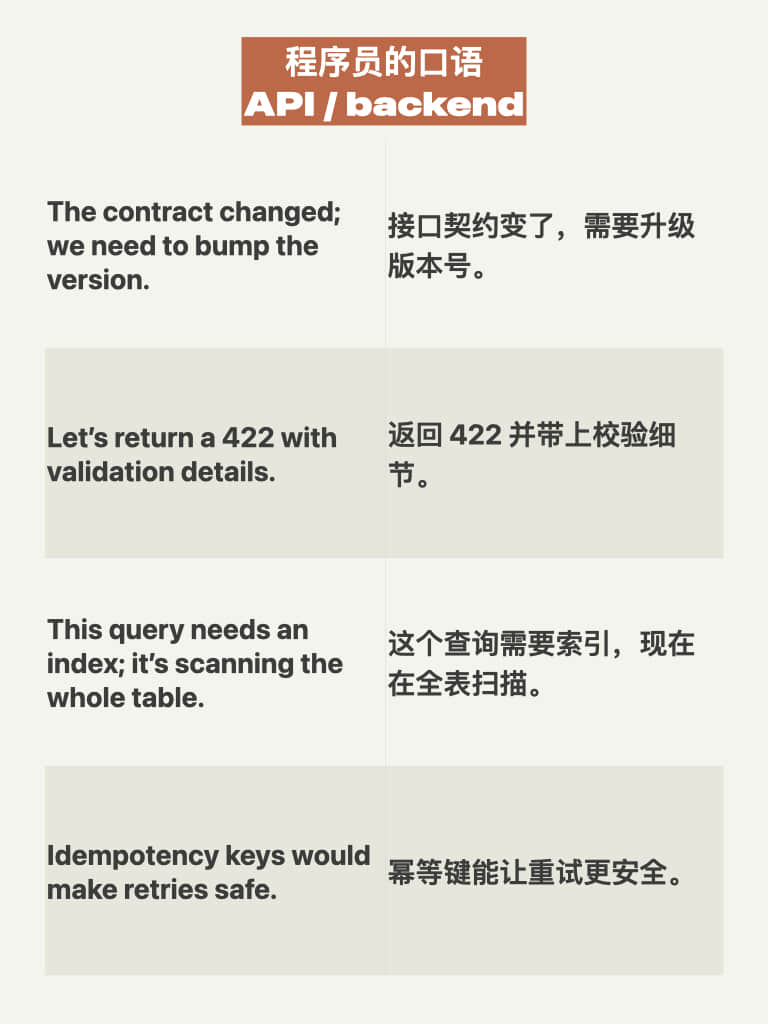 程序员的口语
API / backend
The contract changed;
we need to bump the
version.
接口契约变了，需要升级
版本号。
Let’s return a 422 with
validation details.
返回 422 并带上校验细
节。
This query needs an
index; it’s scanning the
whole table.
这个查询需要索引，现在
在全表扫描。
Idempotency keys would
make retries safe.
幂等键能让重试更安全。